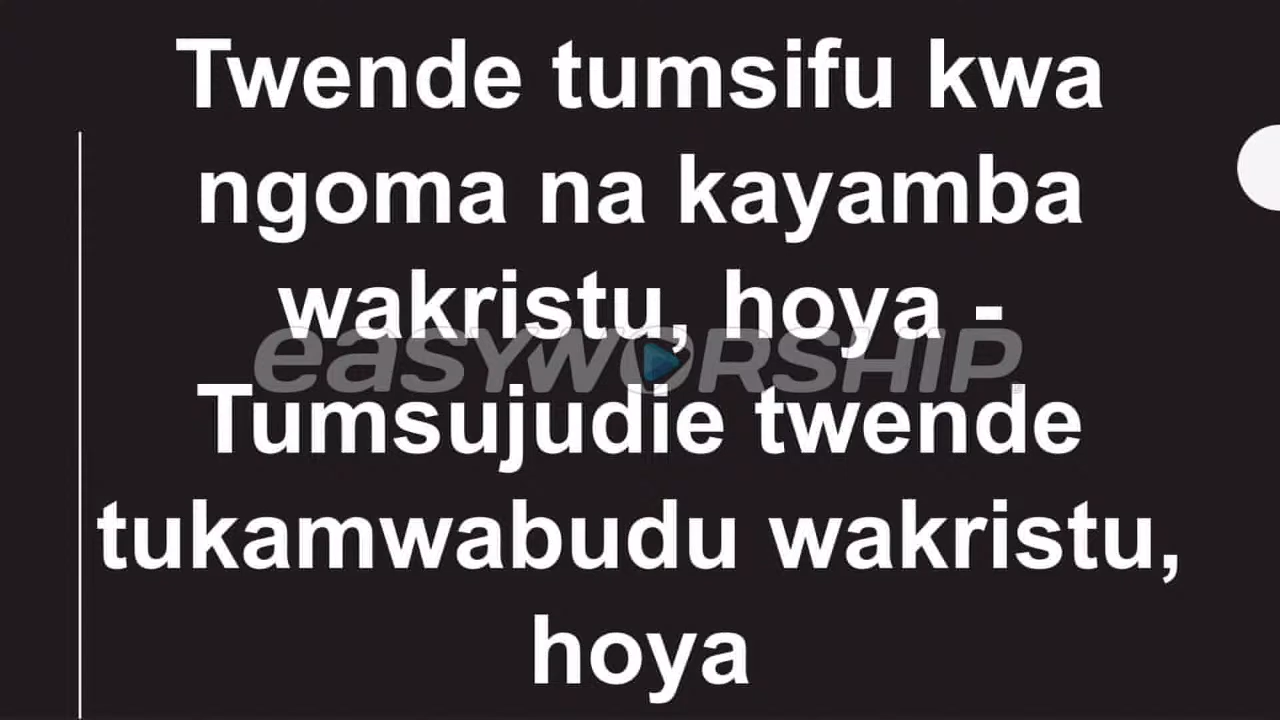 Twende tumsifu kwa
ngoma na kayamba
wakristu, hoya -
easyworship
Tumsujudie twende
tukamwabudu wakristu,
hoya